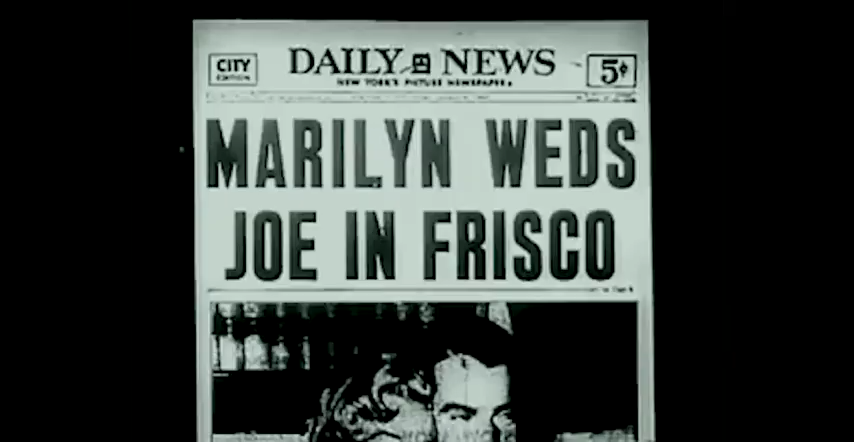 CITY
EDITION
DAILY NEWS
NEW YORK'S PICTURE NEWSPAPER
5¢
MARILYN WEDS
JOE IN FRISCO